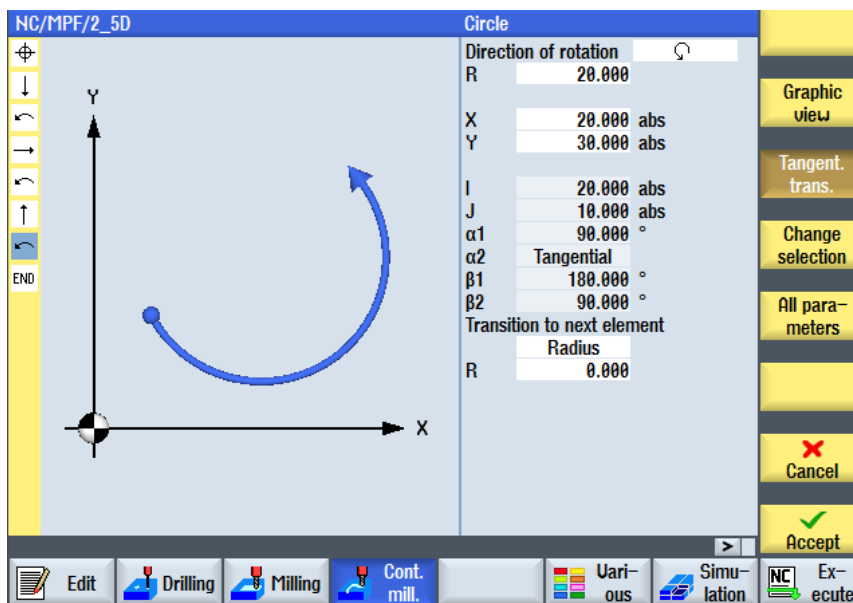 NC/MPF/2_5D
Circle
Direction of rotation
R 20.000
X 20.000 abs
Y 30.000 abs
I 20.000 abs
J 10.000 abs
α1 90.000 °
α2 Tangential
β1 180.000 °
β2 90.000 °
Transition to next element
Radius
R 0.000
Y
X
END
Graphic
view
Tangent.
trans.
Change
selection
All para-
meters
Cancel
Accept
>
Edit
Drilling
Milling
Cont.
mill.
Vari-
ous
Simu-
lation
NC
Ex-
ecute